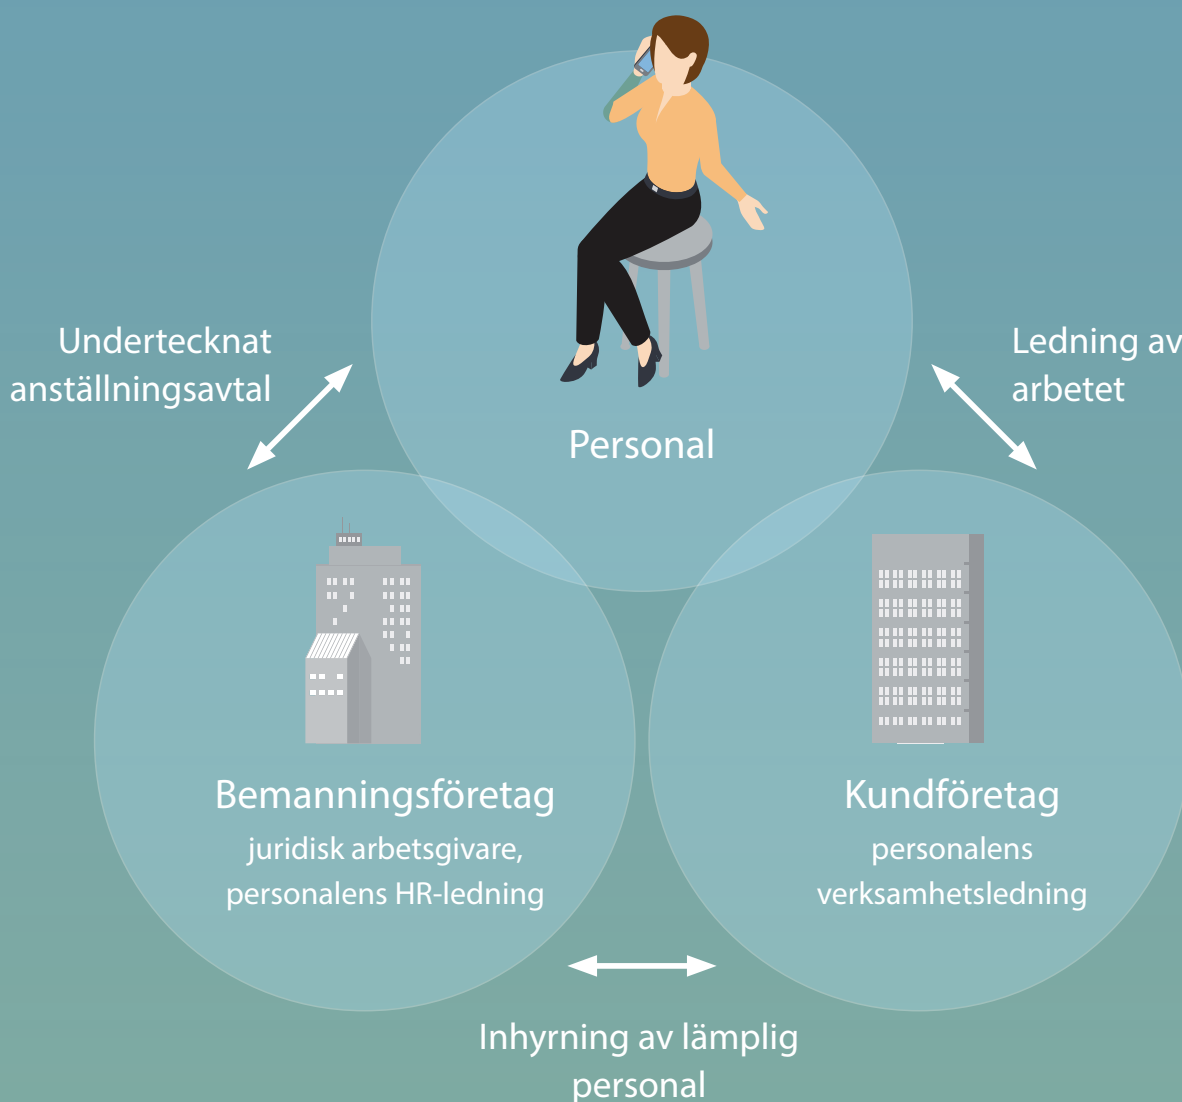 Undertecknat
anställningsavtal
Ledning av
arbetet
Personal
Bemanningsföretag
juridisk arbetsgivare,
personalens HR-ledning
Kundföretag
personalens
verksamhetsledning
Inhyrning av lämplig
personal